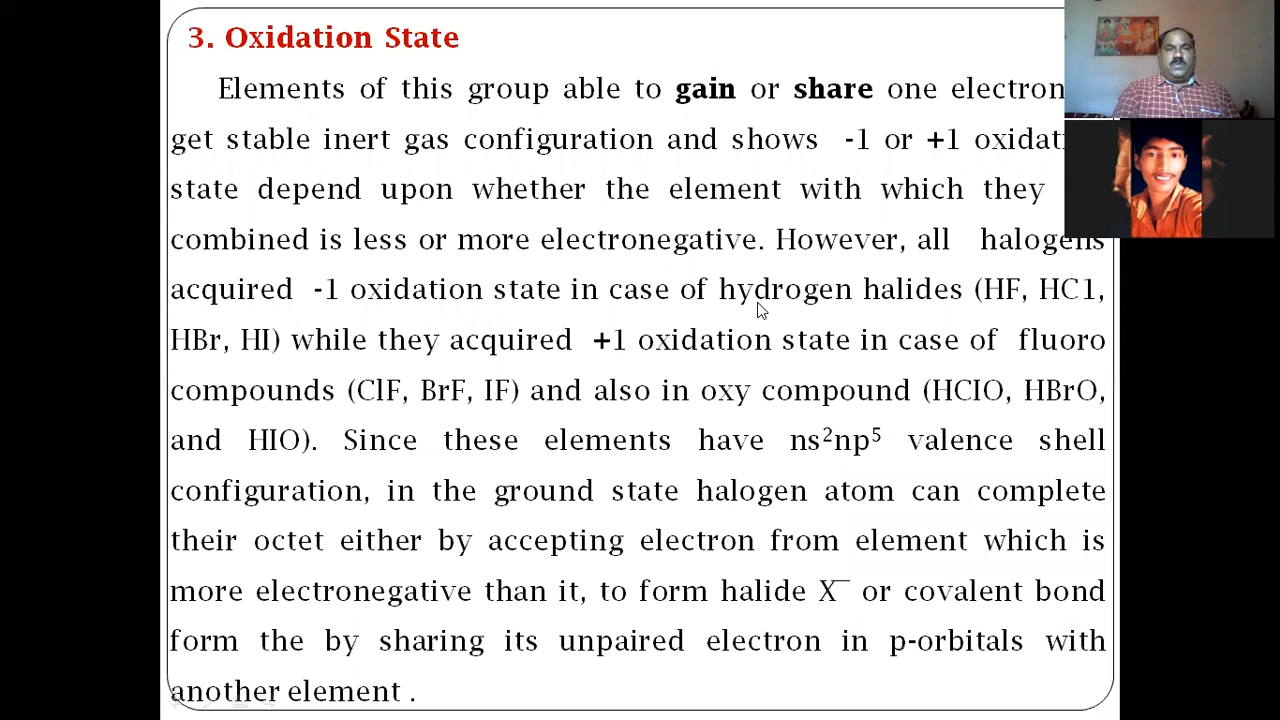 3. Oxidation State
Elements of this group able to gain or share one electron
get stable inert gas configuration and shows -1 or +1
state depend upon whether the element with which they
combined is less or more electronegative. However, all halogens
acquired -1 oxidation state in case of hydrogen halides (HF, HC1,
HBr, HI) while they acquired +1 oxidation state in case of fluoro
compounds (ClF, BrF, IF) and also in oxy compound (HClO, HBrO,
and HIO). Since these elements have ns²np⁵ valence shell
configuration, in the ground state halogen atom can complete
their octet either by accepting electron from element which is
more electronegative than it, to form halide X¯ or covalent bond
form the by sharing its unpaired electron in p-orbitals with
another element .